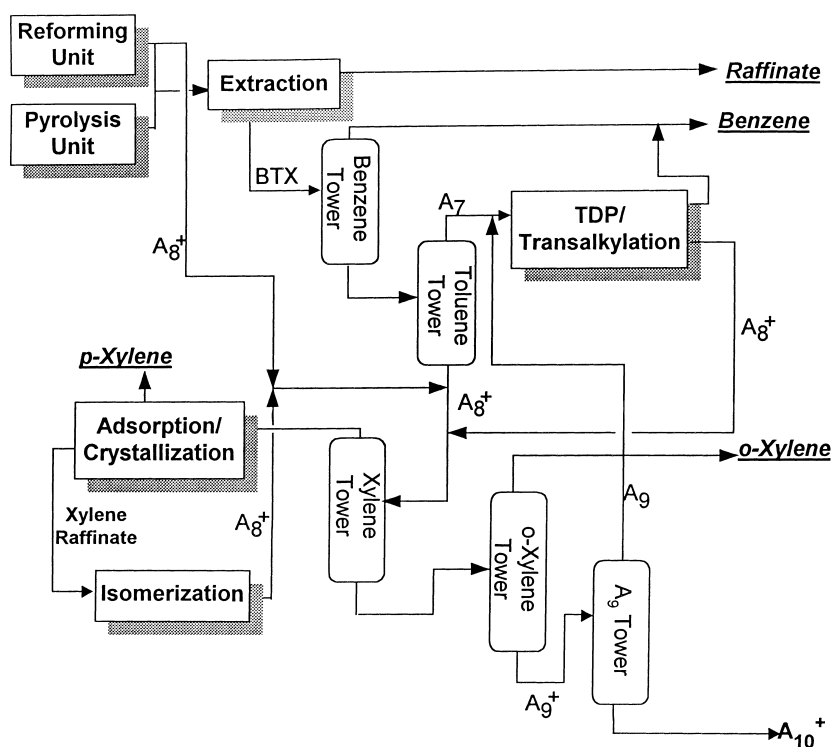 Reforming
Unit
Pyrolysis
Unit
Extraction
Raffinate
Benzene
BTX
Benzene
Tower
A7
TDP/
Transalkylation
A8+
Toluene
Tower
A8+
p-Xylene
A8+
Adsorption/
Crystallization
Xylene
Raffinate
A8+
Isomerization
Xylene
Tower
o-Xylene
A9
o-Xylene
Tower
A9 Tower
A9+
A10+